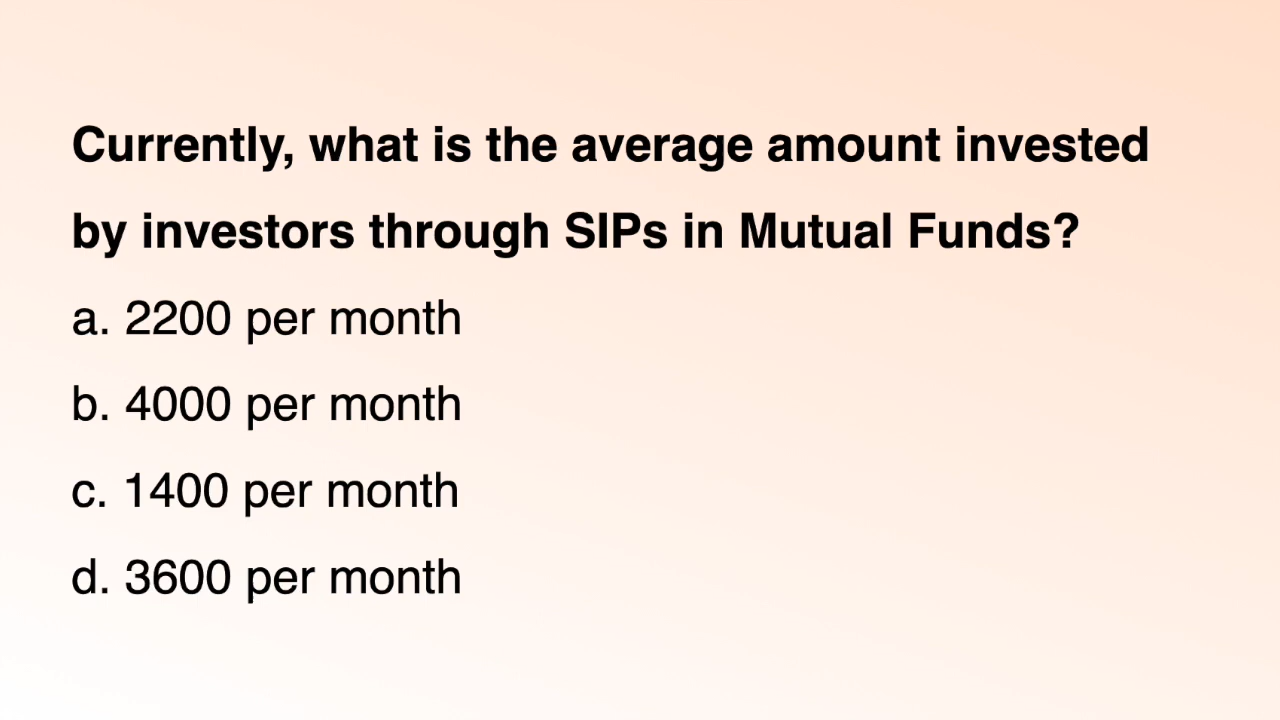 Currently, what is the average amount invested
by investors through SIPs in Mutual Funds?
a. 2200 per month
b. 4000 per month
c. 1400 per month
d. 3600 per month